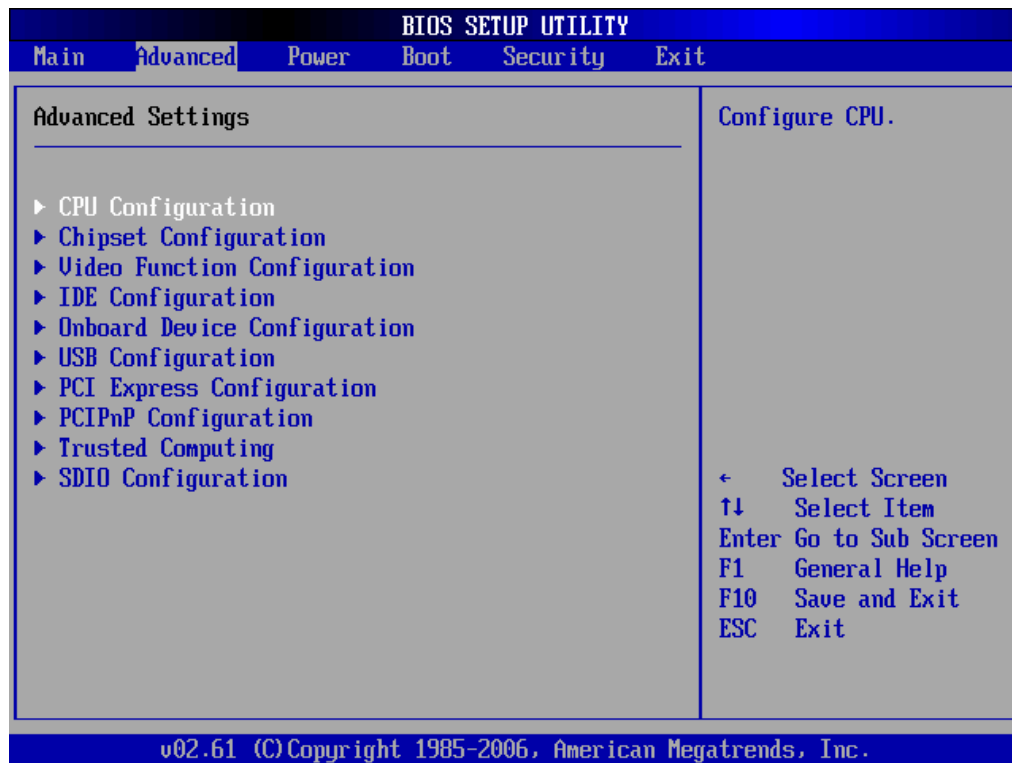 BIOS SETUP UTILITY
Main Advanced Power Boot Security Exit
Advanced Settings
CPU Configuration
Chipset Configuration
Video Function Configuration
IDE Configuration
Onboard Device Configuration
USB Configuration
PCI Express Configuration
PCIPnP Configuration
Trusted Computing
SDIO Configuration
Configure CPU.
← Select Screen
↑↓ Select Item
Enter Go to Sub Screen
F1 General Help
F10 Save and Exit
ESC Exit
v02.61 (C)Copyright 1985-2006, American Megatrends, Inc.